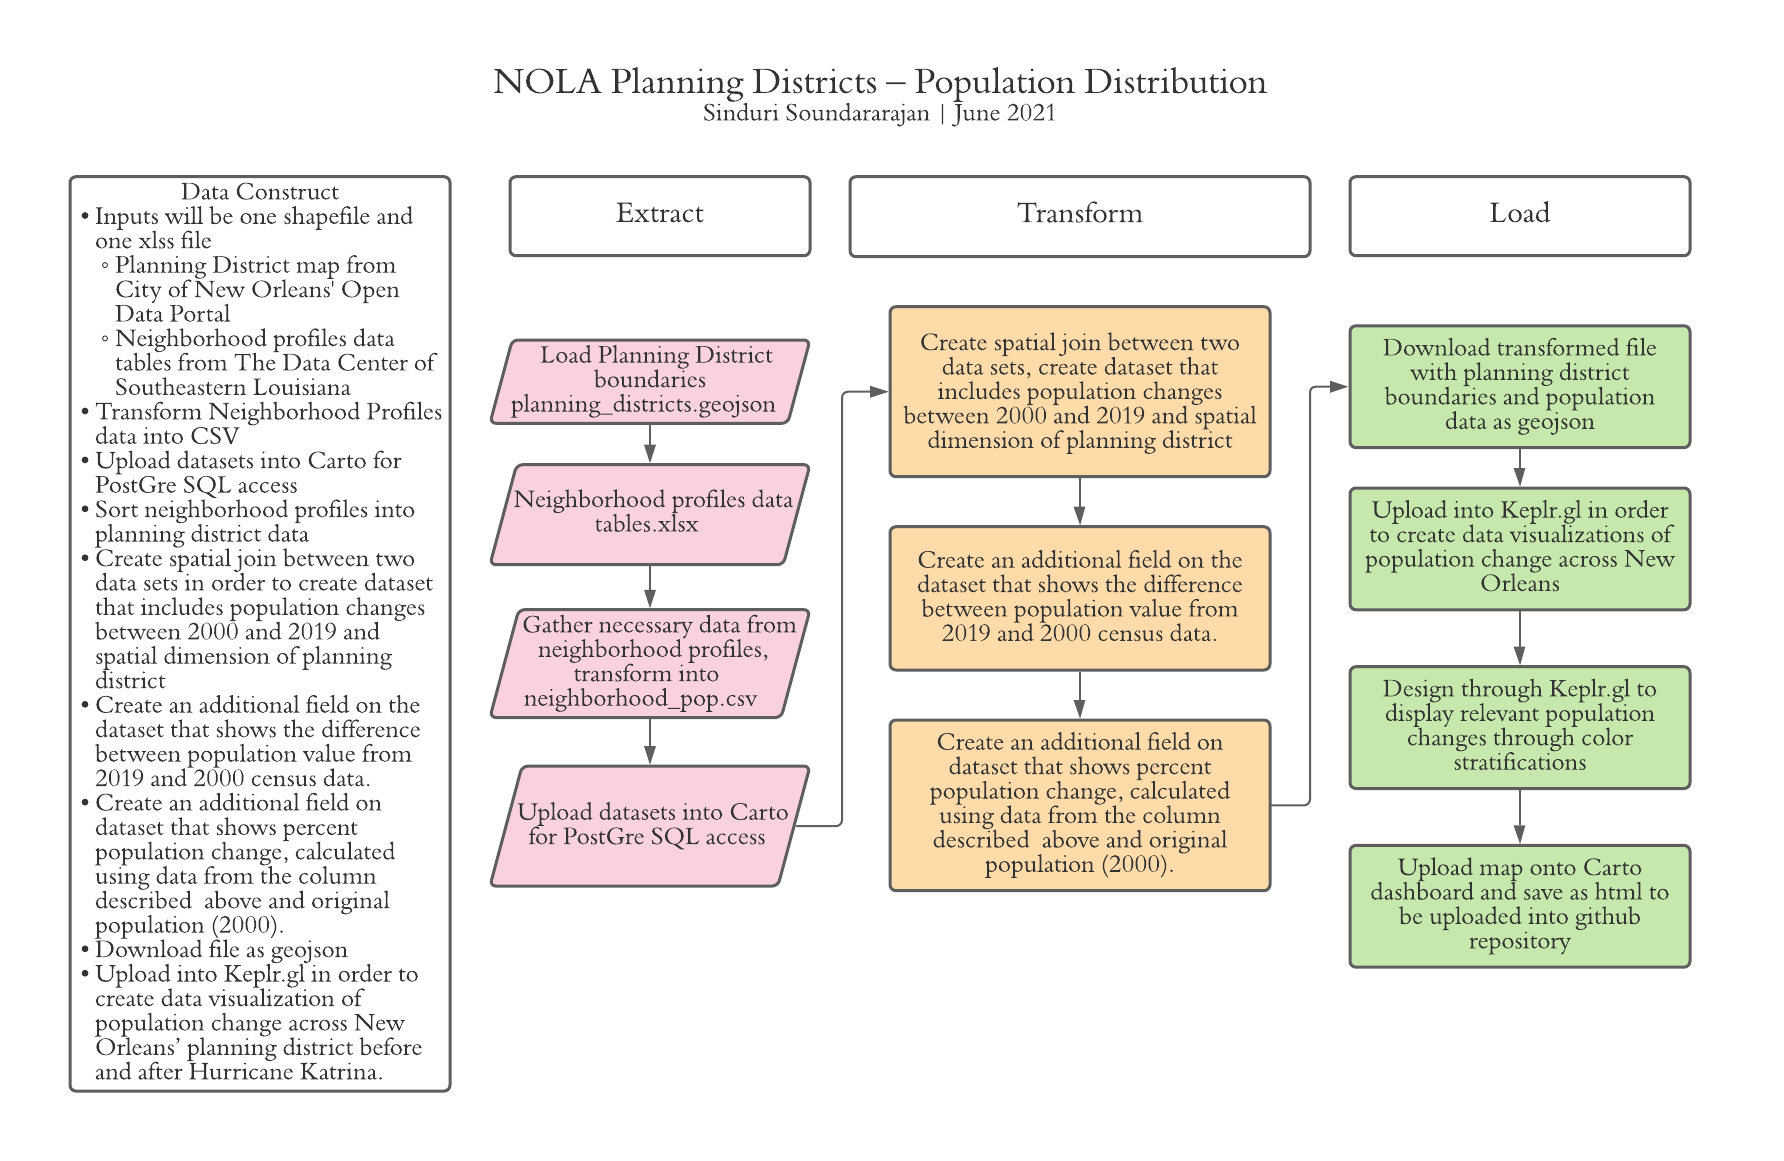 NOLA Planning Districts – Population Distribution
Sinduri Soundararajan | June 2021
Data Construct
• Inputs will be one shapefile and
one xlss file
◦ Planning District map from
City of New Orleans' Open
Data Portal
◦ Neighborhood profiles data
tables from The Data Center of
Southeastern Louisiana
• Transform Neighborhood Profiles
data into CSV
• Upload datasets into Carto for
PostGre SQL access
• Sort neighborhood profiles into
planning district data
• Create spatial join between two
data sets in order to create dataset
that includes population changes
between 2000 and 2019 and
spatial dimension of planning
district
• Create an additional field on the
dataset that shows the difference
between population value from
2019 and 2000 census data.
• Create an additional field on
dataset that shows percent
population change, calculated
using data from the column
described  above and original
population (2000).
• Download file as geojson
• Upload into Keplr.gl in order to
create data visualization of
population change across New
Orleans’ planning district before
and after Hurricane Katrina.
Extract
Load Planning District
boundaries
planning_districts.geojson
Neighborhood profiles data
tables.xlsx
Gather necessary data from
neighborhood profiles,
transform into
neighborhood_pop.csv
Upload datasets into Carto
for PostGre SQL access
Transform
Create spatial join between two
data sets, create dataset that
includes population changes
between 2000 and 2019 and spatial
dimension of planning district
Create an additional field on the
dataset that shows the difference
between population value from
2019 and 2000 census data.
Create an additional field on
dataset that shows percent
population change, calculated
using data from the column
described  above and original
population (2000).
Load
Download transformed file
with planning district
boundaries and population
data as geojson
Upload into Keplr.gl in order
to create data visualizations of
population change across New
Orleans
Design through Keplr.gl to
display relevant population
changes through color
stratifications
Upload map onto Carto
dashboard and save as html to
be uploaded into github
repository